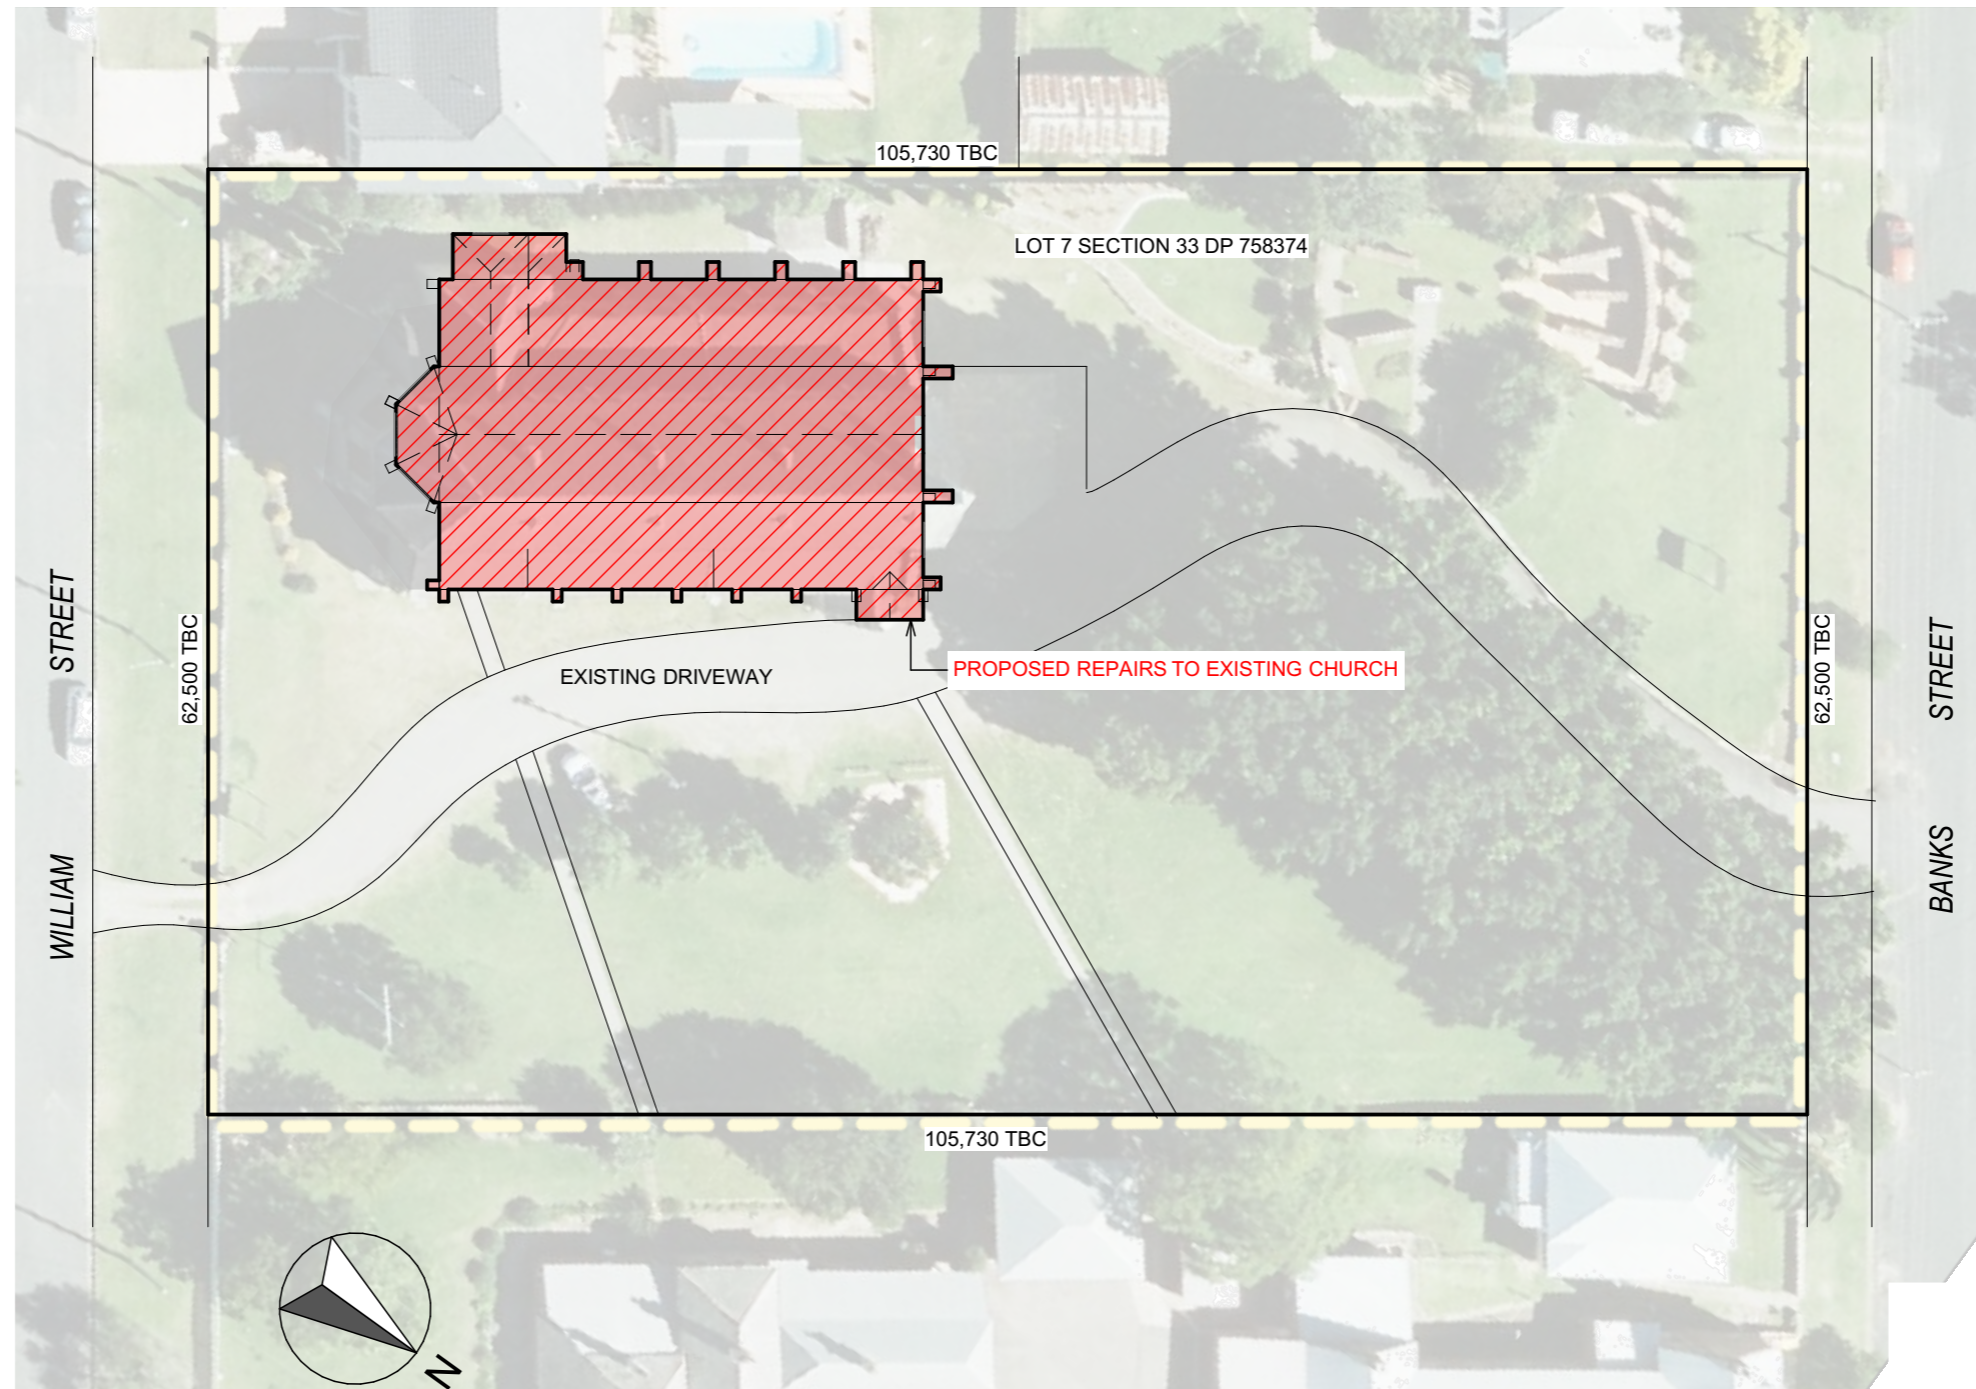 105,730 TBC
LOT 7 SECTION 33 DP 758374
WILLIAM STREET
62,500 TBC
EXISTING DRIVEWAY
PROPOSED REPAIRS TO EXISTING CHURCH
62,500 TBC
BANKS STREET
105,730 TBC
N